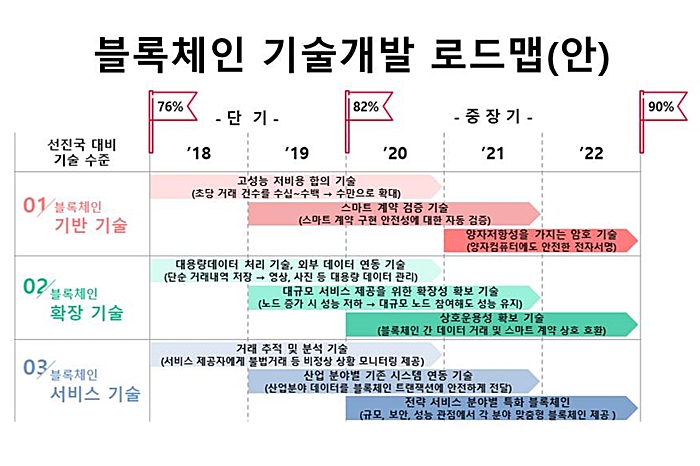 블록체인 기술개발 로드맵(안)
76%
82%
90%
- 단 기 -
- 중 장 기 -
선진국 대비
기술 수준
’18
’19
’20
’21
’22
01 블록체인
기반 기술
고성능 저비용 합의 기술
(초당 거래 건수를 수십~수백 → 수만으로 확대)
스마트 계약 검증 기술
(스마트 계약 구현 안전성에 대한 자동 검증)
양자저항성을 가지는 암호 기술
(양자컴퓨터에도 안전한 전자서명)
02 블록체인
확장 기술
대용량데이터 처리 기술, 외부 데이터 연동 기술
(단순 거래내역 저장 → 영상, 사진 등 대용량 데이터 관리)
대규모 서비스 제공을 위한 확장성 확보 기술
(노드 증가 시 성능 저하 → 대규모 노드 참여해도 성능 유지)
상호운용성 확보 기술
(블록체인 간 데이터 거래 및 스마트 계약 상호 호환)
03 블록체인
서비스 기술
거래 추적 및 분석 기술
(서비스 제공자에게 불법거래 등 비정상 상황 모니터링 제공)
산업 분야별 기존 시스템 연동 기술
(산업분야 데이터를 블록체인 트랜잭션에 안전하게 전달)
전략 서비스 분야별 특화 블록체인
(규모, 보안, 성능 관점에서 각 분야 맞춤형 블록체인 제공 )